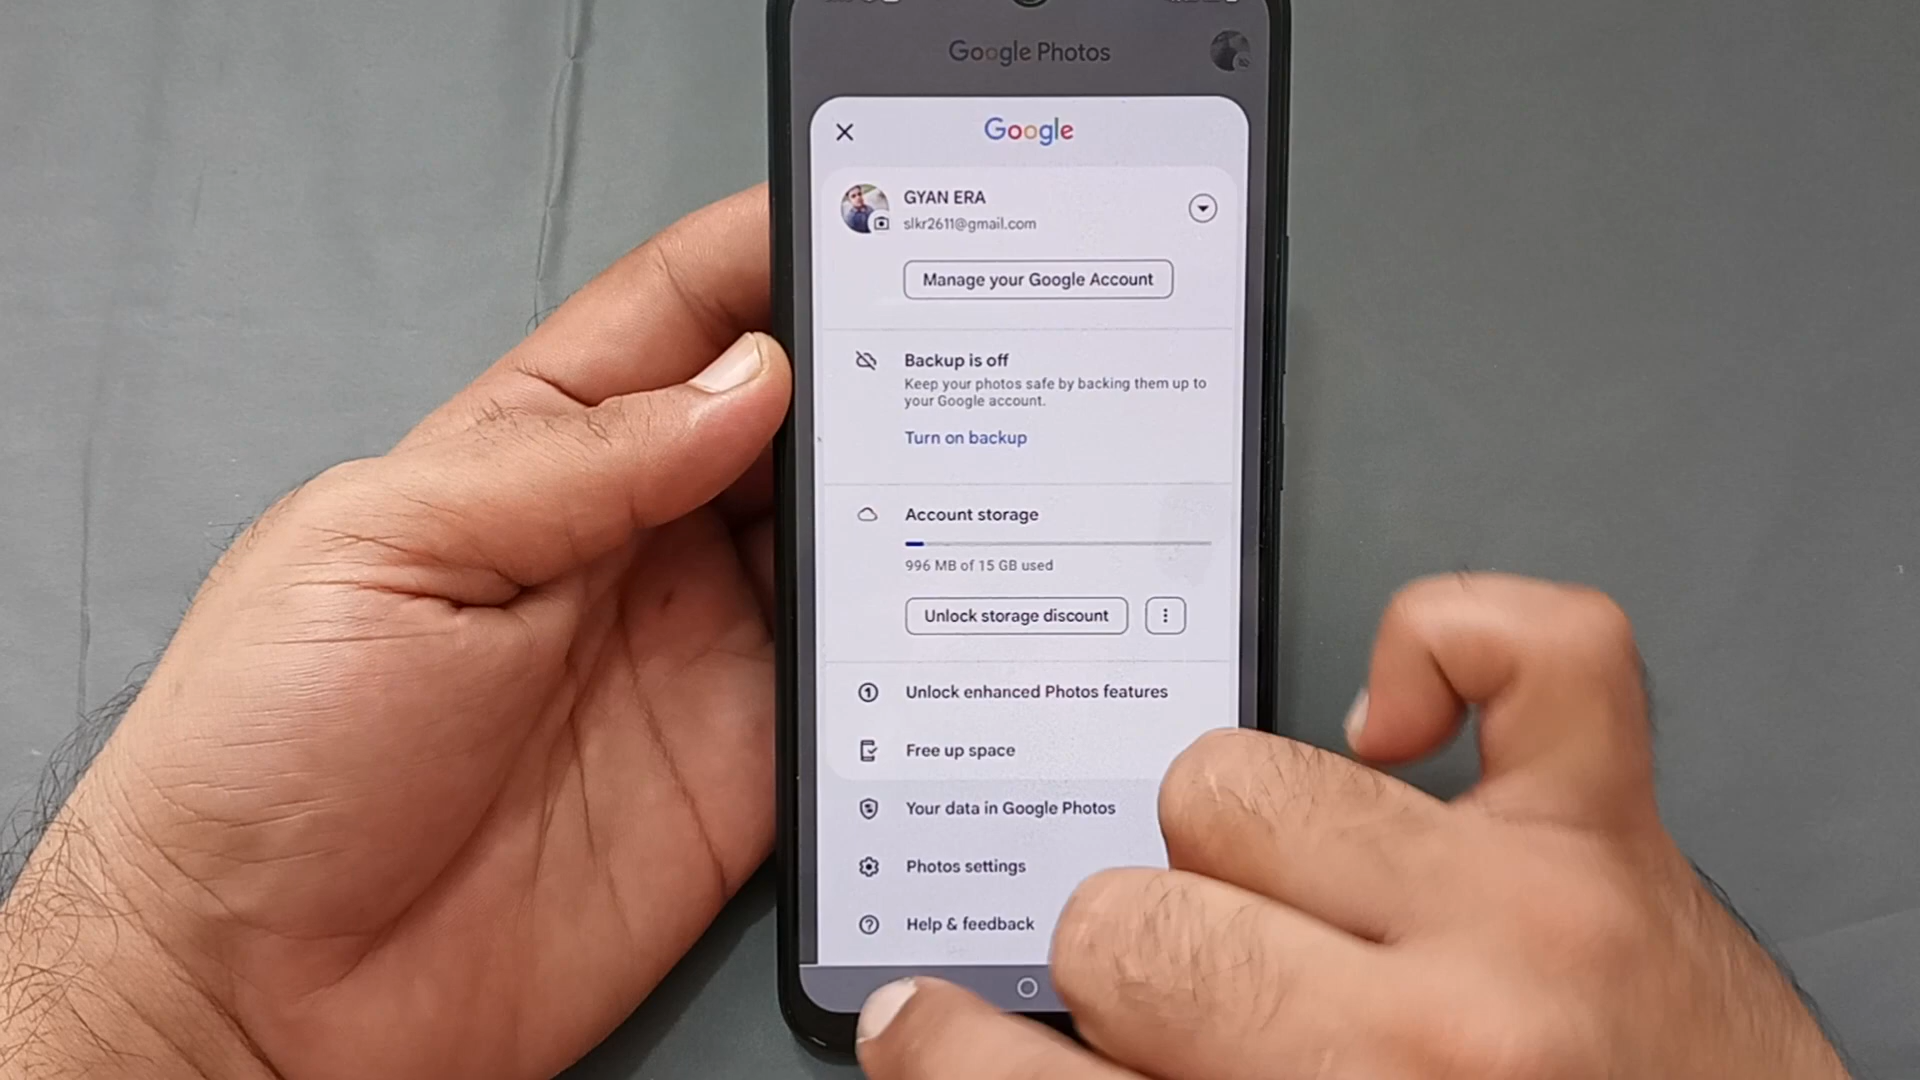 Google Photos
Google
GYAN ERA
slkr2611@gmail.com
Manage your Google Account
Backup is off
Keep your photos safe by backing them up to
your Google account.
Turn on backup
Account storage
996 MB of 15 GB used
Unlock storage discount
Unlock enhanced Photos features
Free up space
Your data in Google Photos
Photos settings
Help & feedback